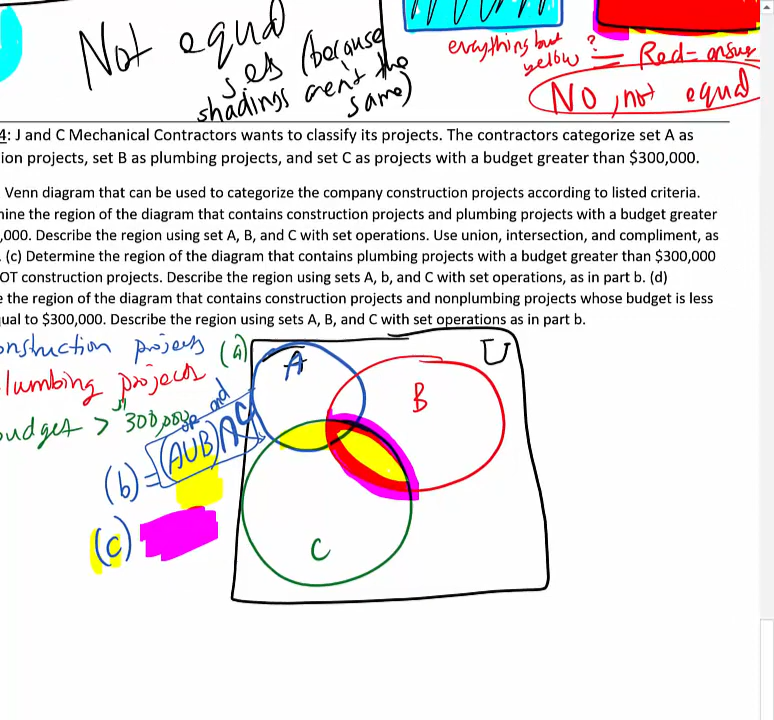 Not equal
sets (because
shadings aren't the
same)
everything but
yellow ? = Red = answer
No, not equal
4: J and C Mechanical Contractors wants to classify its projects. The contractors categorize set A as
ion projects, set B as plumbing projects, and set C as projects with a budget greater than $300,000.
Venn diagram that can be used to categorize the company construction projects according to listed criteria.
nine the region of the diagram that contains construction projects and plumbing projects with a budget greater
,000. Describe the region using set A, B, and C with set operations. Use union, intersection, and compliment, as
. (c) Determine the region of the diagram that contains plumbing projects with a budget greater than $300,000
OT construction projects. Describe the region using sets A, b, and C with set operations, as in part b. (d)
e the region of the diagram that contains construction projects and nonplumbing projects whose budget is less
ual to $300,000. Describe the region using sets A, B, and C with set operations as in part b.
onstruction projects (a)
lumbing projects
udgets > $300,000
or and
(b) = (A∪B)∩C
(c)
A
B
C
U